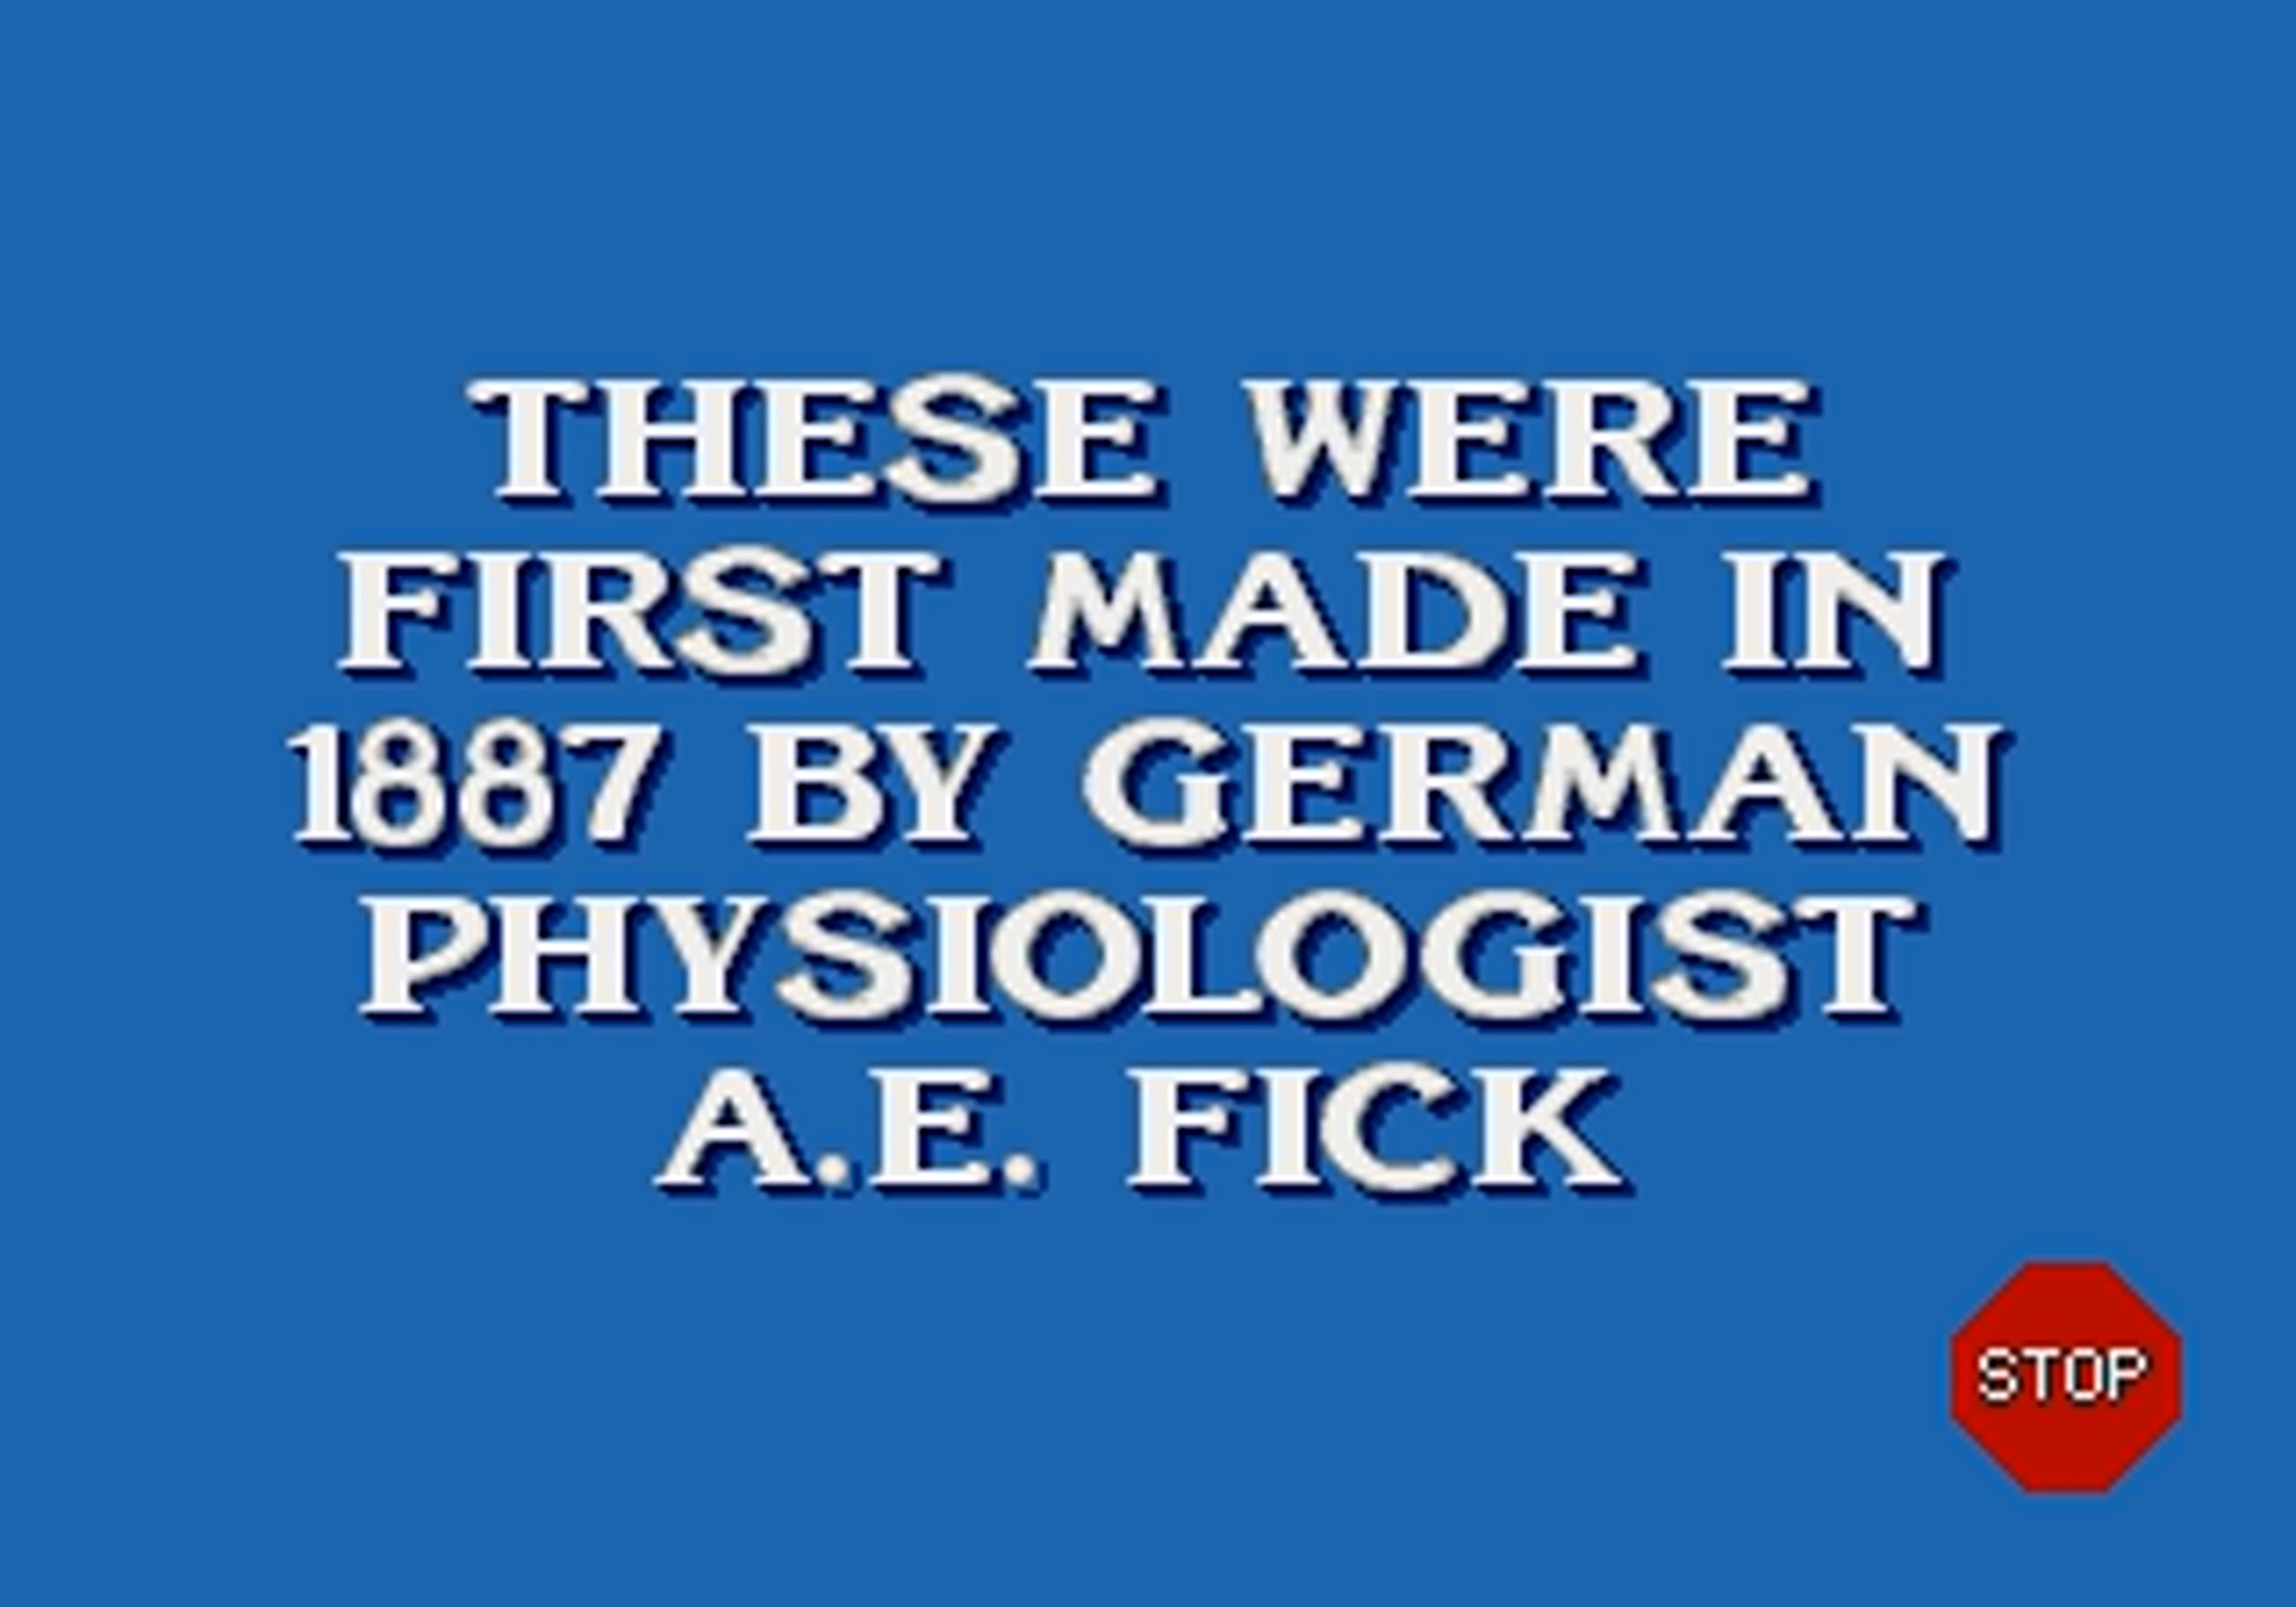 THESE WERE
FIRST MADE IN
1887 BY GERMAN
PHYSIOLOGIST
A.E. FICK
STOP